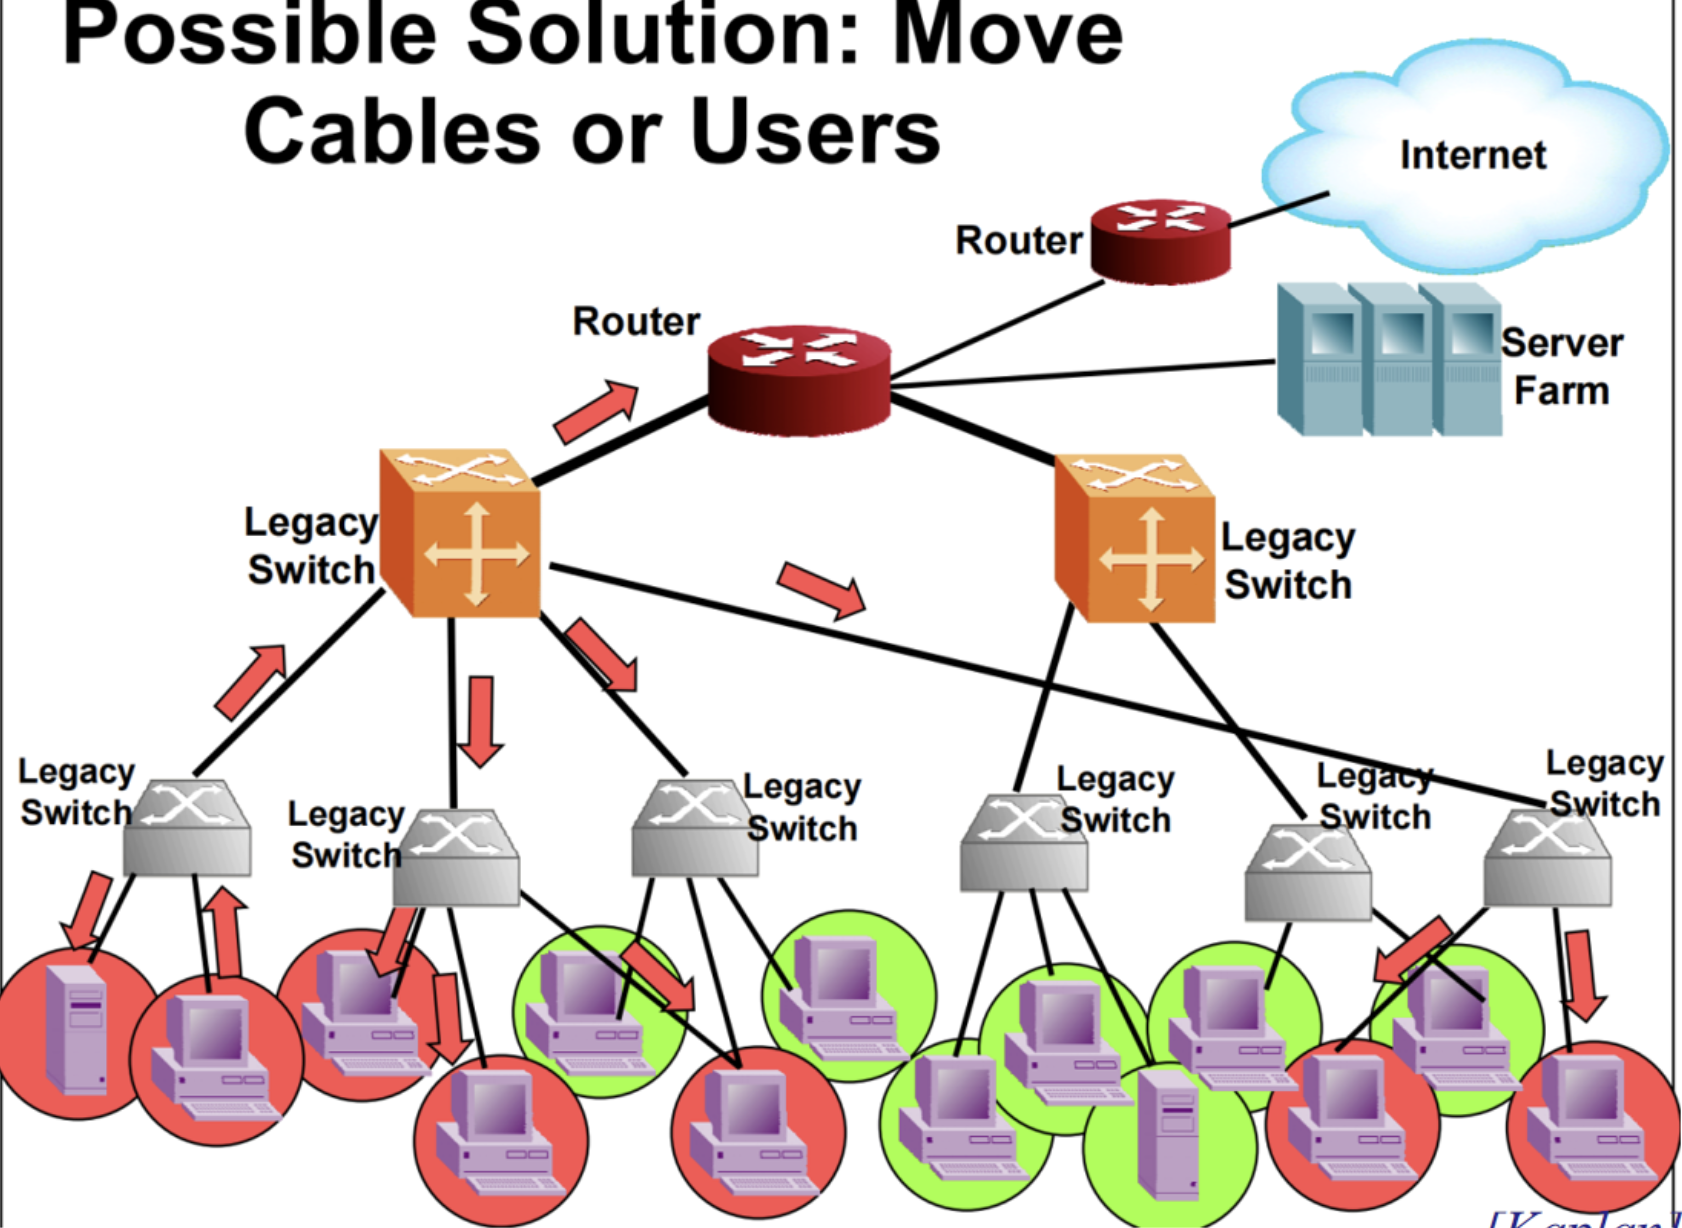 Possible Solution: Move
Cables or Users
Internet
Router
Router
Server
Farm
Legacy
Switch
Legacy
Switch
Legacy
Switch
Legacy
Switch
Legacy
Switch
Legacy
Switch
Legacy
Switch
Legacy
Switch
[Kaplan]